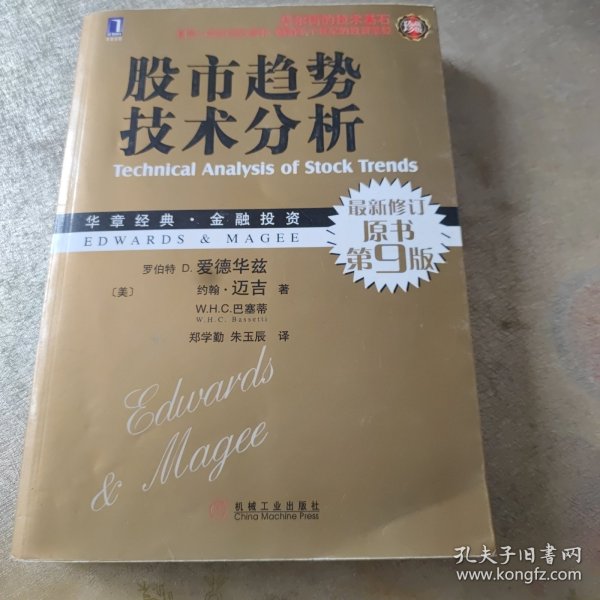 股市趋势
技术分析
Technical Analysis of Stock Trends
华章经典·金融投资
EDWARDS & MAGEE
最新修订
原书
第9版
罗伯特 D. 爱德华兹
〔美〕 约翰·迈吉 著
W.H.C.巴塞蒂
W.H.C. Bassetti
郑学勤 朱玉辰 译
Edwards
& Magee
机械工业出版社
China Machine Press
孔夫子旧书网
www.kongfz.com